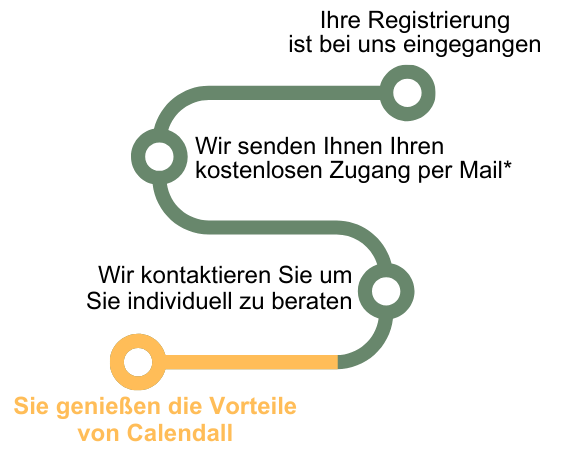 Ihre Registrierung
ist bei uns eingegangen
Wir senden Ihnen Ihren
kostenlosen Zugang per Mail*
Wir kontaktieren Sie um
Sie individuell zu beraten
Sie genießen die Vorteile
von Calendall